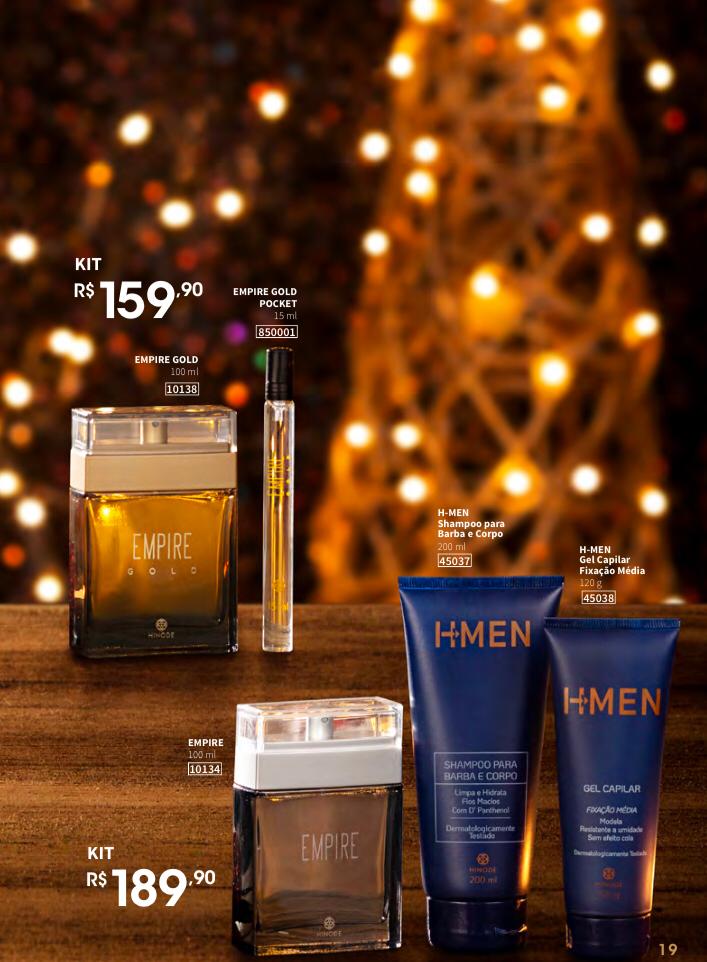 KIT
R$ 159,90
EMPIRE GOLD
POCKET
15 ml
850001
EMPIRE GOLD
100 ml
10138
EMPIRE
GOLD
HINODE
EMPIRE
H-MEN
Shampoo para
Barba e Corpo
200 ml
45037
H-MEN
Gel Capilar
Fixação Média
120 g
45038
H-MEN
SHAMPOO PARA
BARBA E CORPO
Limpa e Hidrata
Fios Macios
Com D' Panthenol
Dermatologicamente
Testado
HINODE
200 ml
H-MEN
GEL CAPILAR
FIXAÇÃO MÉDIA
Modela
Resistente a umidade
Sem efeito cola
Dermatologicamente Testado
HINODE
EMPIRE
100 ml
10134
EMPIRE
HINODE
KIT
R$ 189,90
19